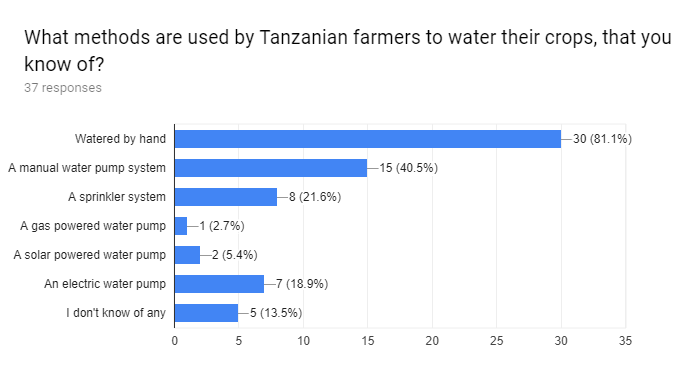 What methods are used by Tanzanian farmers to water their crops, that you
know of?
37 responses
Watered by hand 30 (81.1%)
A manual water pump system 15 (40.5%)
A sprinkler system 8 (21.6%)
A gas powered water pump 1 (2.7%)
A solar powered water pump 2 (5.4%)
An electric water pump 7 (18.9%)
I don't know of any 5 (13.5%)
0 5 10 15 20 25 30 35